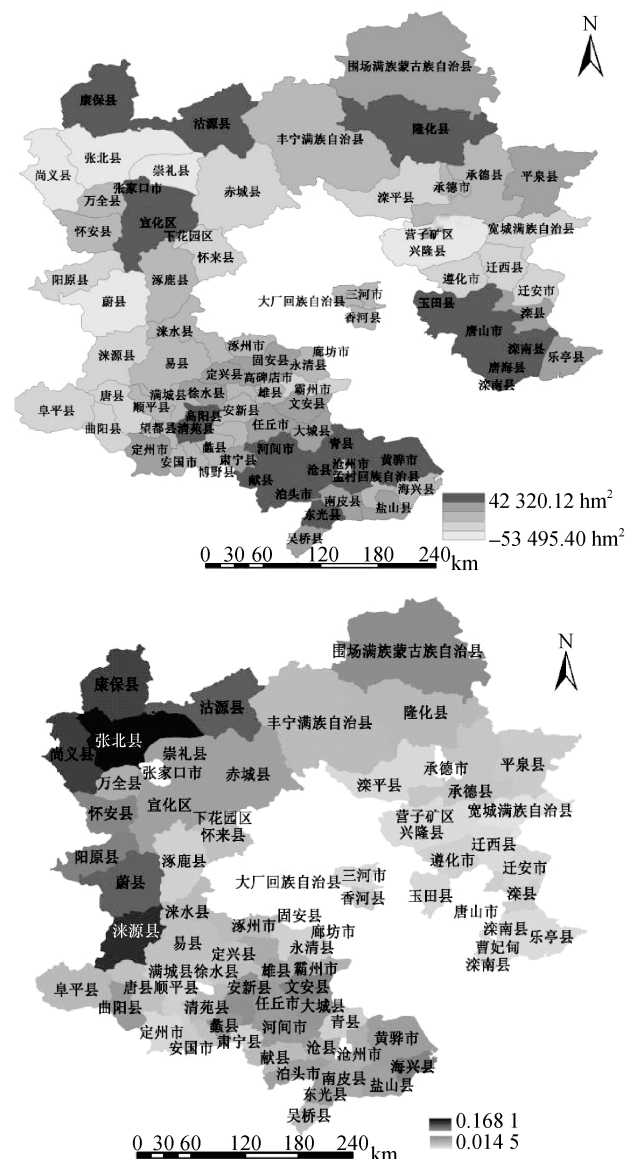 N
围场满族蒙古族自治县
康保县
沽源县
丰宁满族自治县
隆化县
张北县
崇礼县
尚义县
张家口市
赤城县
承德县
平泉县
承德市
滦平县
万全县
宣化区
怀安县
下花园区
怀来县
营子矿区
宽城满族自治县
兴隆县
阳原县
涿鹿县
蔚县
大厂回族自治县
三河市
香河县
遵化市
迁西县
迁安市
玉田县
滦县
唐山市
滦南县
唐海县
乐亭县
滦南县
涞水县
涞源县
易县
涿州市
固安县
廊坊市
永清县
定兴县
高碑店市
雄县
霸州市
文安县
阜平县
唐县
满城县
徐水县
顺平县
高阳县
安新县
曲阳县
望都县
清苑县
任丘市
大城县
定州市
蠡县
河间市
青县
安国市
肃宁县
博野县
献县
沧县
沧州市
黄骅市
孟村回族自治县
泊头市
海兴县
南皮县
盐山县
东光县
吴桥县
42 320.12 hm²
–53 495.40 hm²
0 30 60 120 180 240 km
N
围场满族蒙古族自治县
康保县
沽源县
丰宁满族自治县
隆化县
张北县
尚义县
崇礼县
张家口市
赤城县
万全县
承德市
平泉县
滦平县
承德县
怀安县
宣化区
下花园区
怀来县
营子矿区
宽城满族自治县
兴隆县
阳原县
涿鹿县
迁西县
遵化市
迁安市
蔚县
大厂回族自治县
三河市
香河县
玉田县
滦县
唐山市
滦南县
乐亭县
曹妃甸
滦南县
涞水县
涞源县
涿州市
固安县
廊坊市
易县
定兴县
永清县
满城县
徐水县
雄县
霸州市
阜平县
唐县
顺平县
安新县
文安县
曲阳县
清苑县
任丘市
大城县
定州市
蠡县
河间市
青县
安国市
肃宁县
献县
沧县
沧州市
黄骅市
泊头市
南皮县
海兴县
盐山县
东光县
吴桥县
0.168 1
0.014 5
0 30 60 120 180 240 km